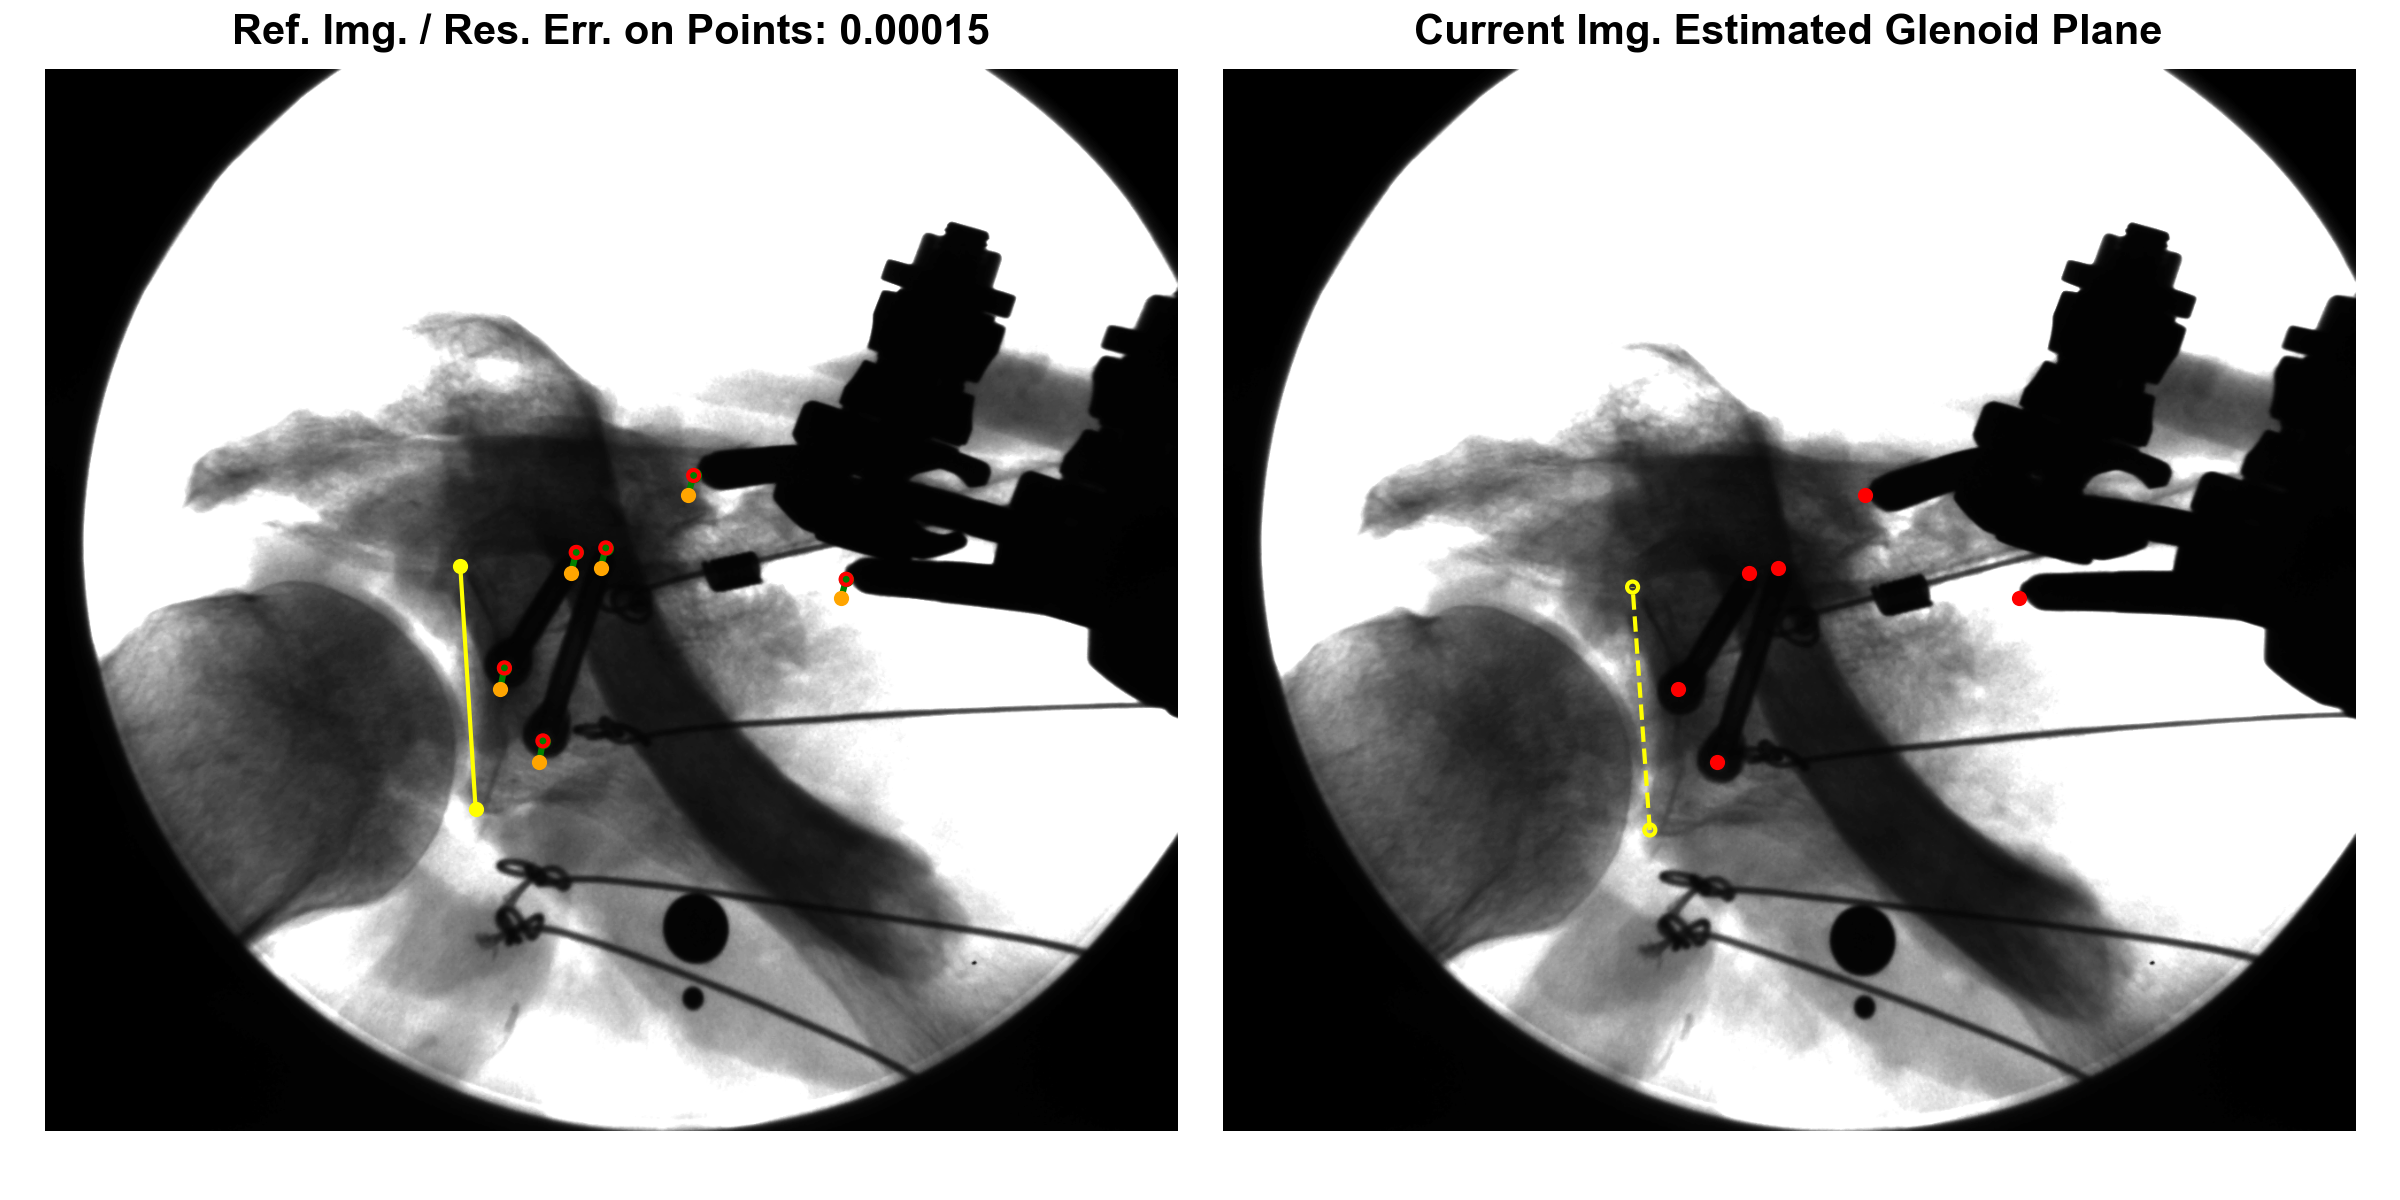 Ref. Img. / Res. Err. on Points: 0.00015
Current Img. Estimated Glenoid Plane